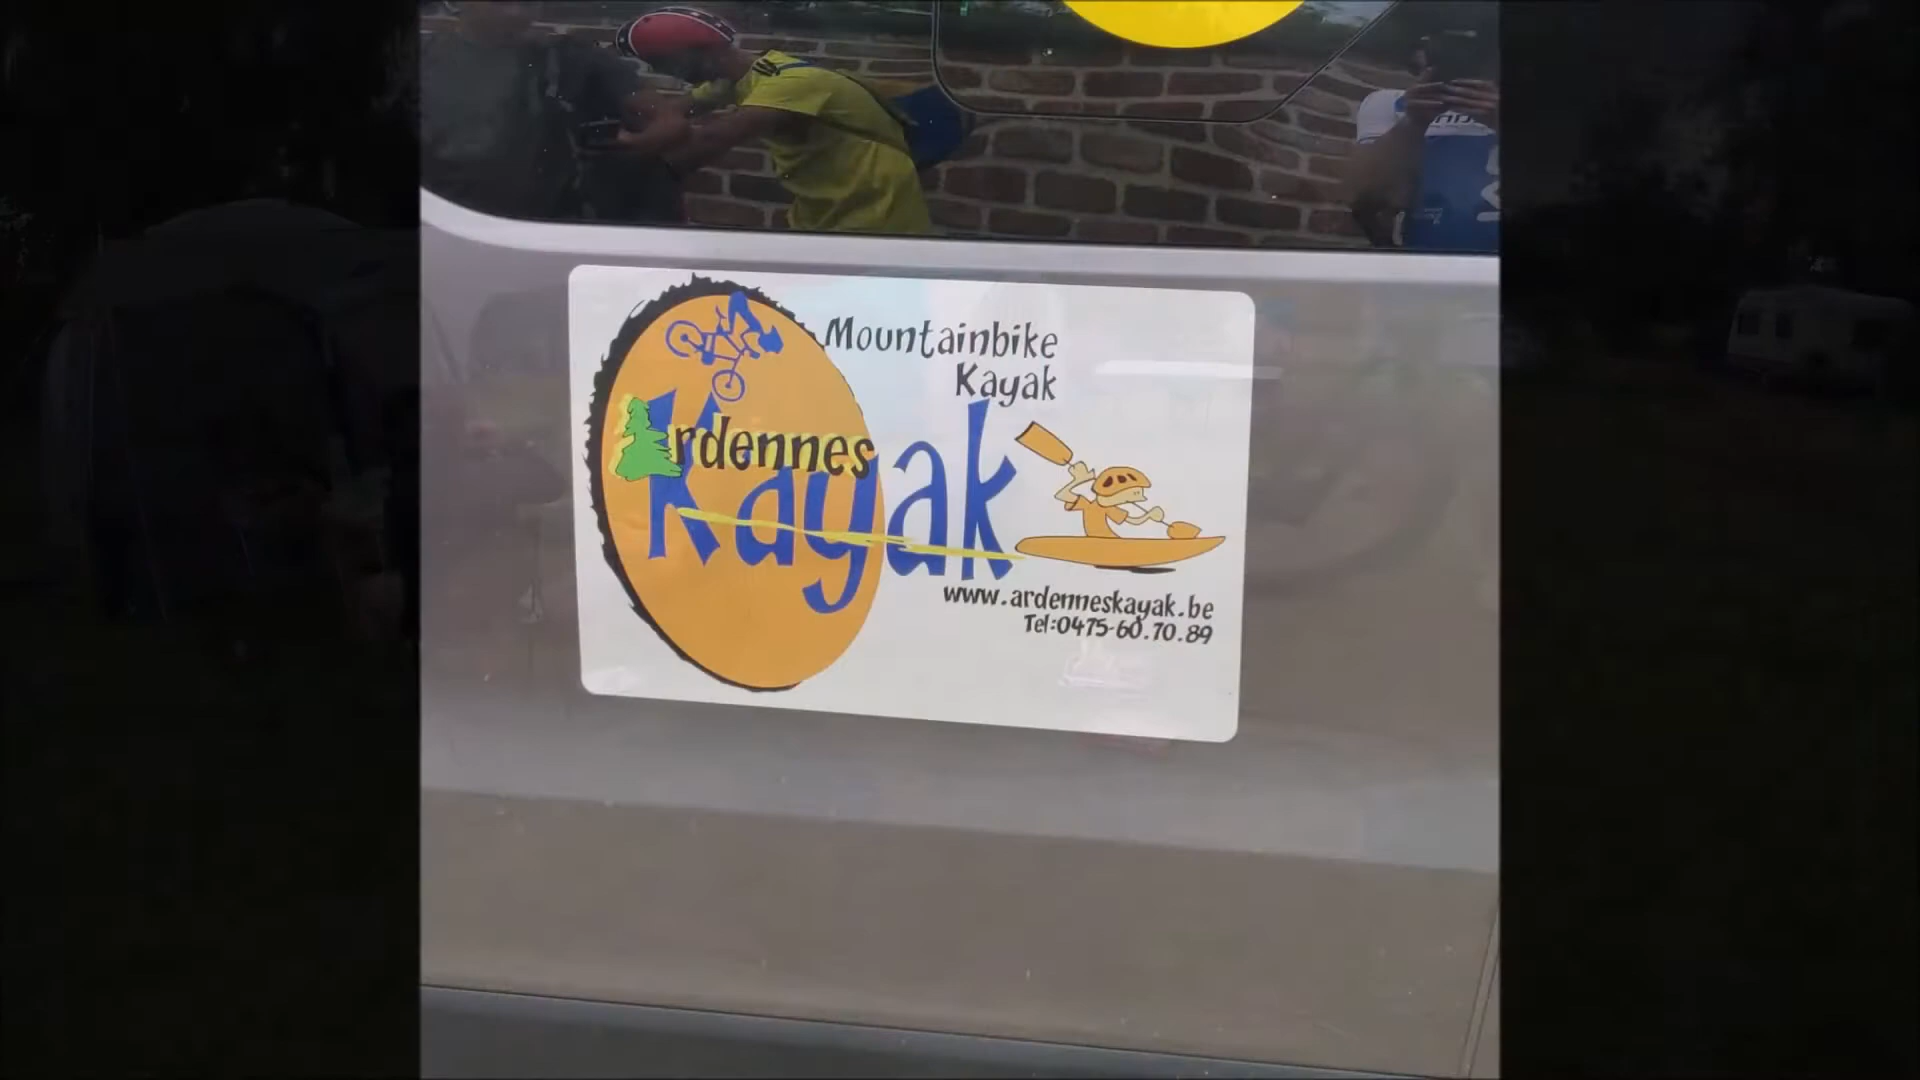 Mountainbike
Kayak
Ardennes
Kayak
www.ardenneskayak.be
Tel:0475-60.70.89